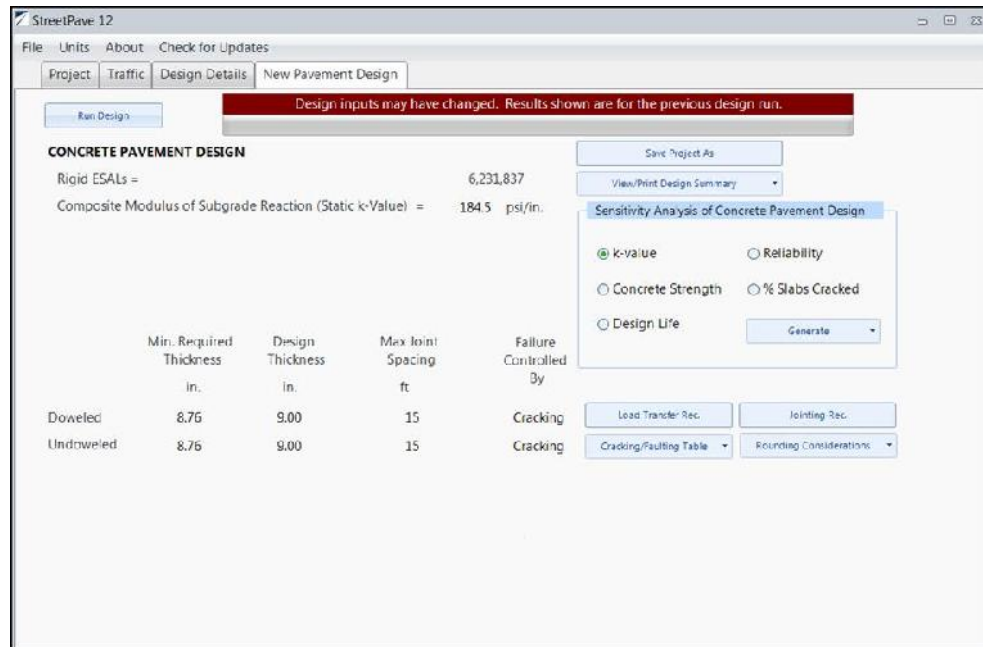 StreetPave 12
File Units About Check for Updates
Project Traffic Design Details New Pavement Design
Run Design
Design inputs may have changed. Results shown are for the previous design run.
CONCRETE PAVEMENT DESIGN
Rigid ESALs = 6,231,837
Composite Modulus of Subgrade Reaction (Static k-Value) = 184.5 psi/in.
Save Project As
View/Print Design Summary
Sensitivity Analysis of Concrete Pavement Design
k-value Reliability
Concrete Strength % Slabs Cracked
Design Life Generate
Min. Required Design Max Joint Failure
Thickness Thickness Spacing Controlled
By
in. in. ft
Doweled 8.76 9.00 15 Cracking
Undoweled 8.76 9.00 15 Cracking
Load Transfer Rec. Jointing Rec.
Cracking/Faulting Table Rounding Considerations